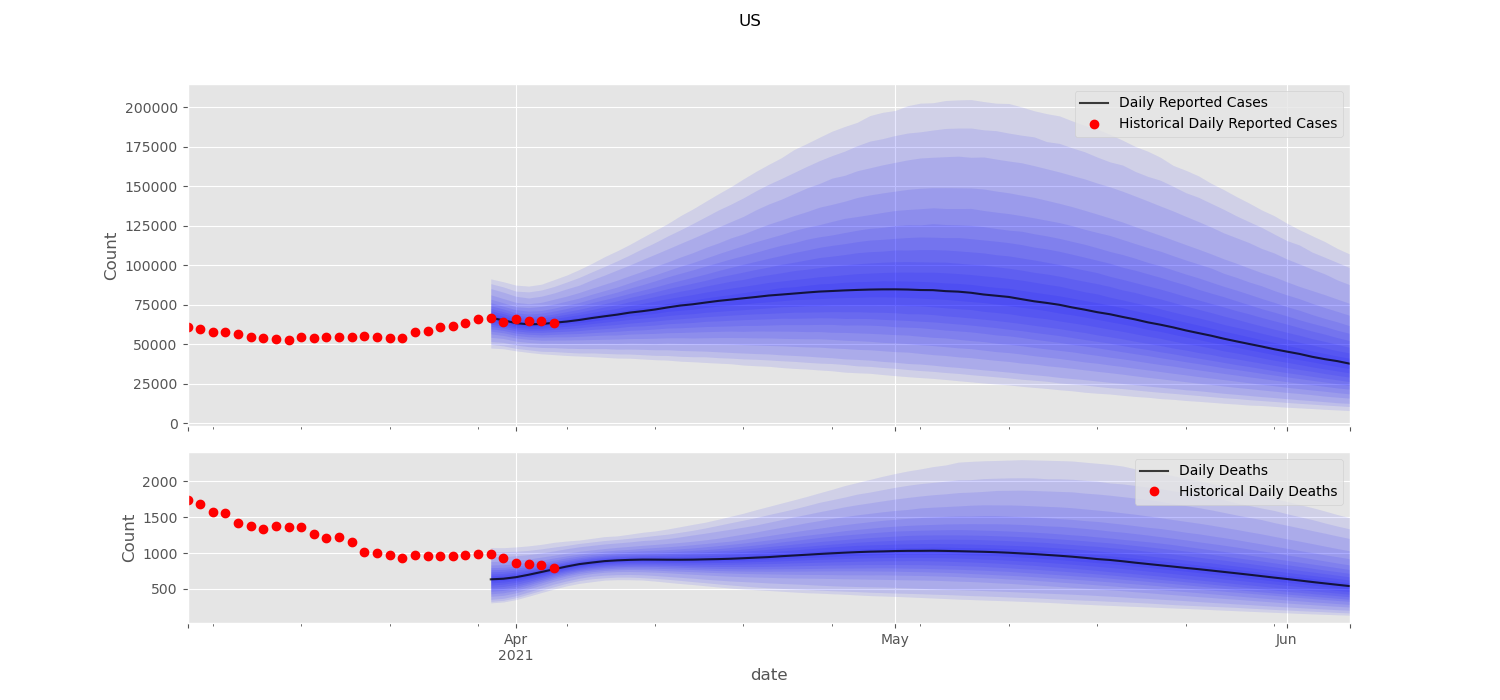 US
200000
175000
150000
125000
100000
75000
50000
25000
0
Count
Daily Reported Cases
Historical Daily Reported Cases
2000
1500
1000
500
Count
Daily Deaths
Historical Daily Deaths
Apr
2021
May
Jun
date